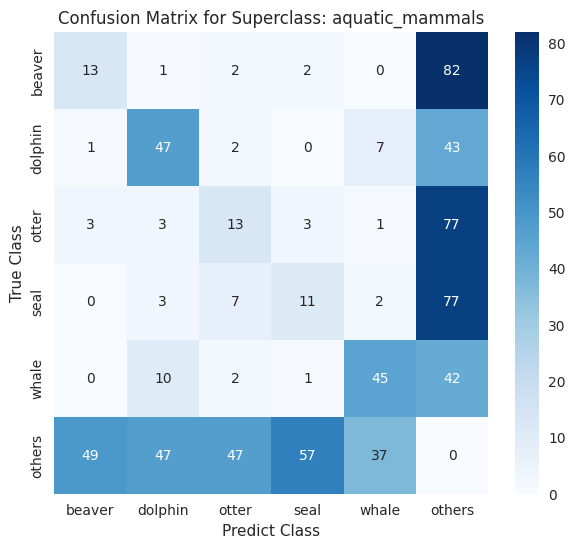 Confusion Matrix for Superclass: aquatic_mammals
True Class
beaver 13 1 2 2 0 82
dolphin 1 47 2 0 7 43
otter 3 3 13 3 1 77
seal 0 3 7 11 2 77
whale 0 10 2 1 45 42
others 49 47 47 57 37 0
beaver dolphin otter seal whale others
Predict Class
80
70
60
50
40
30
20
10
0